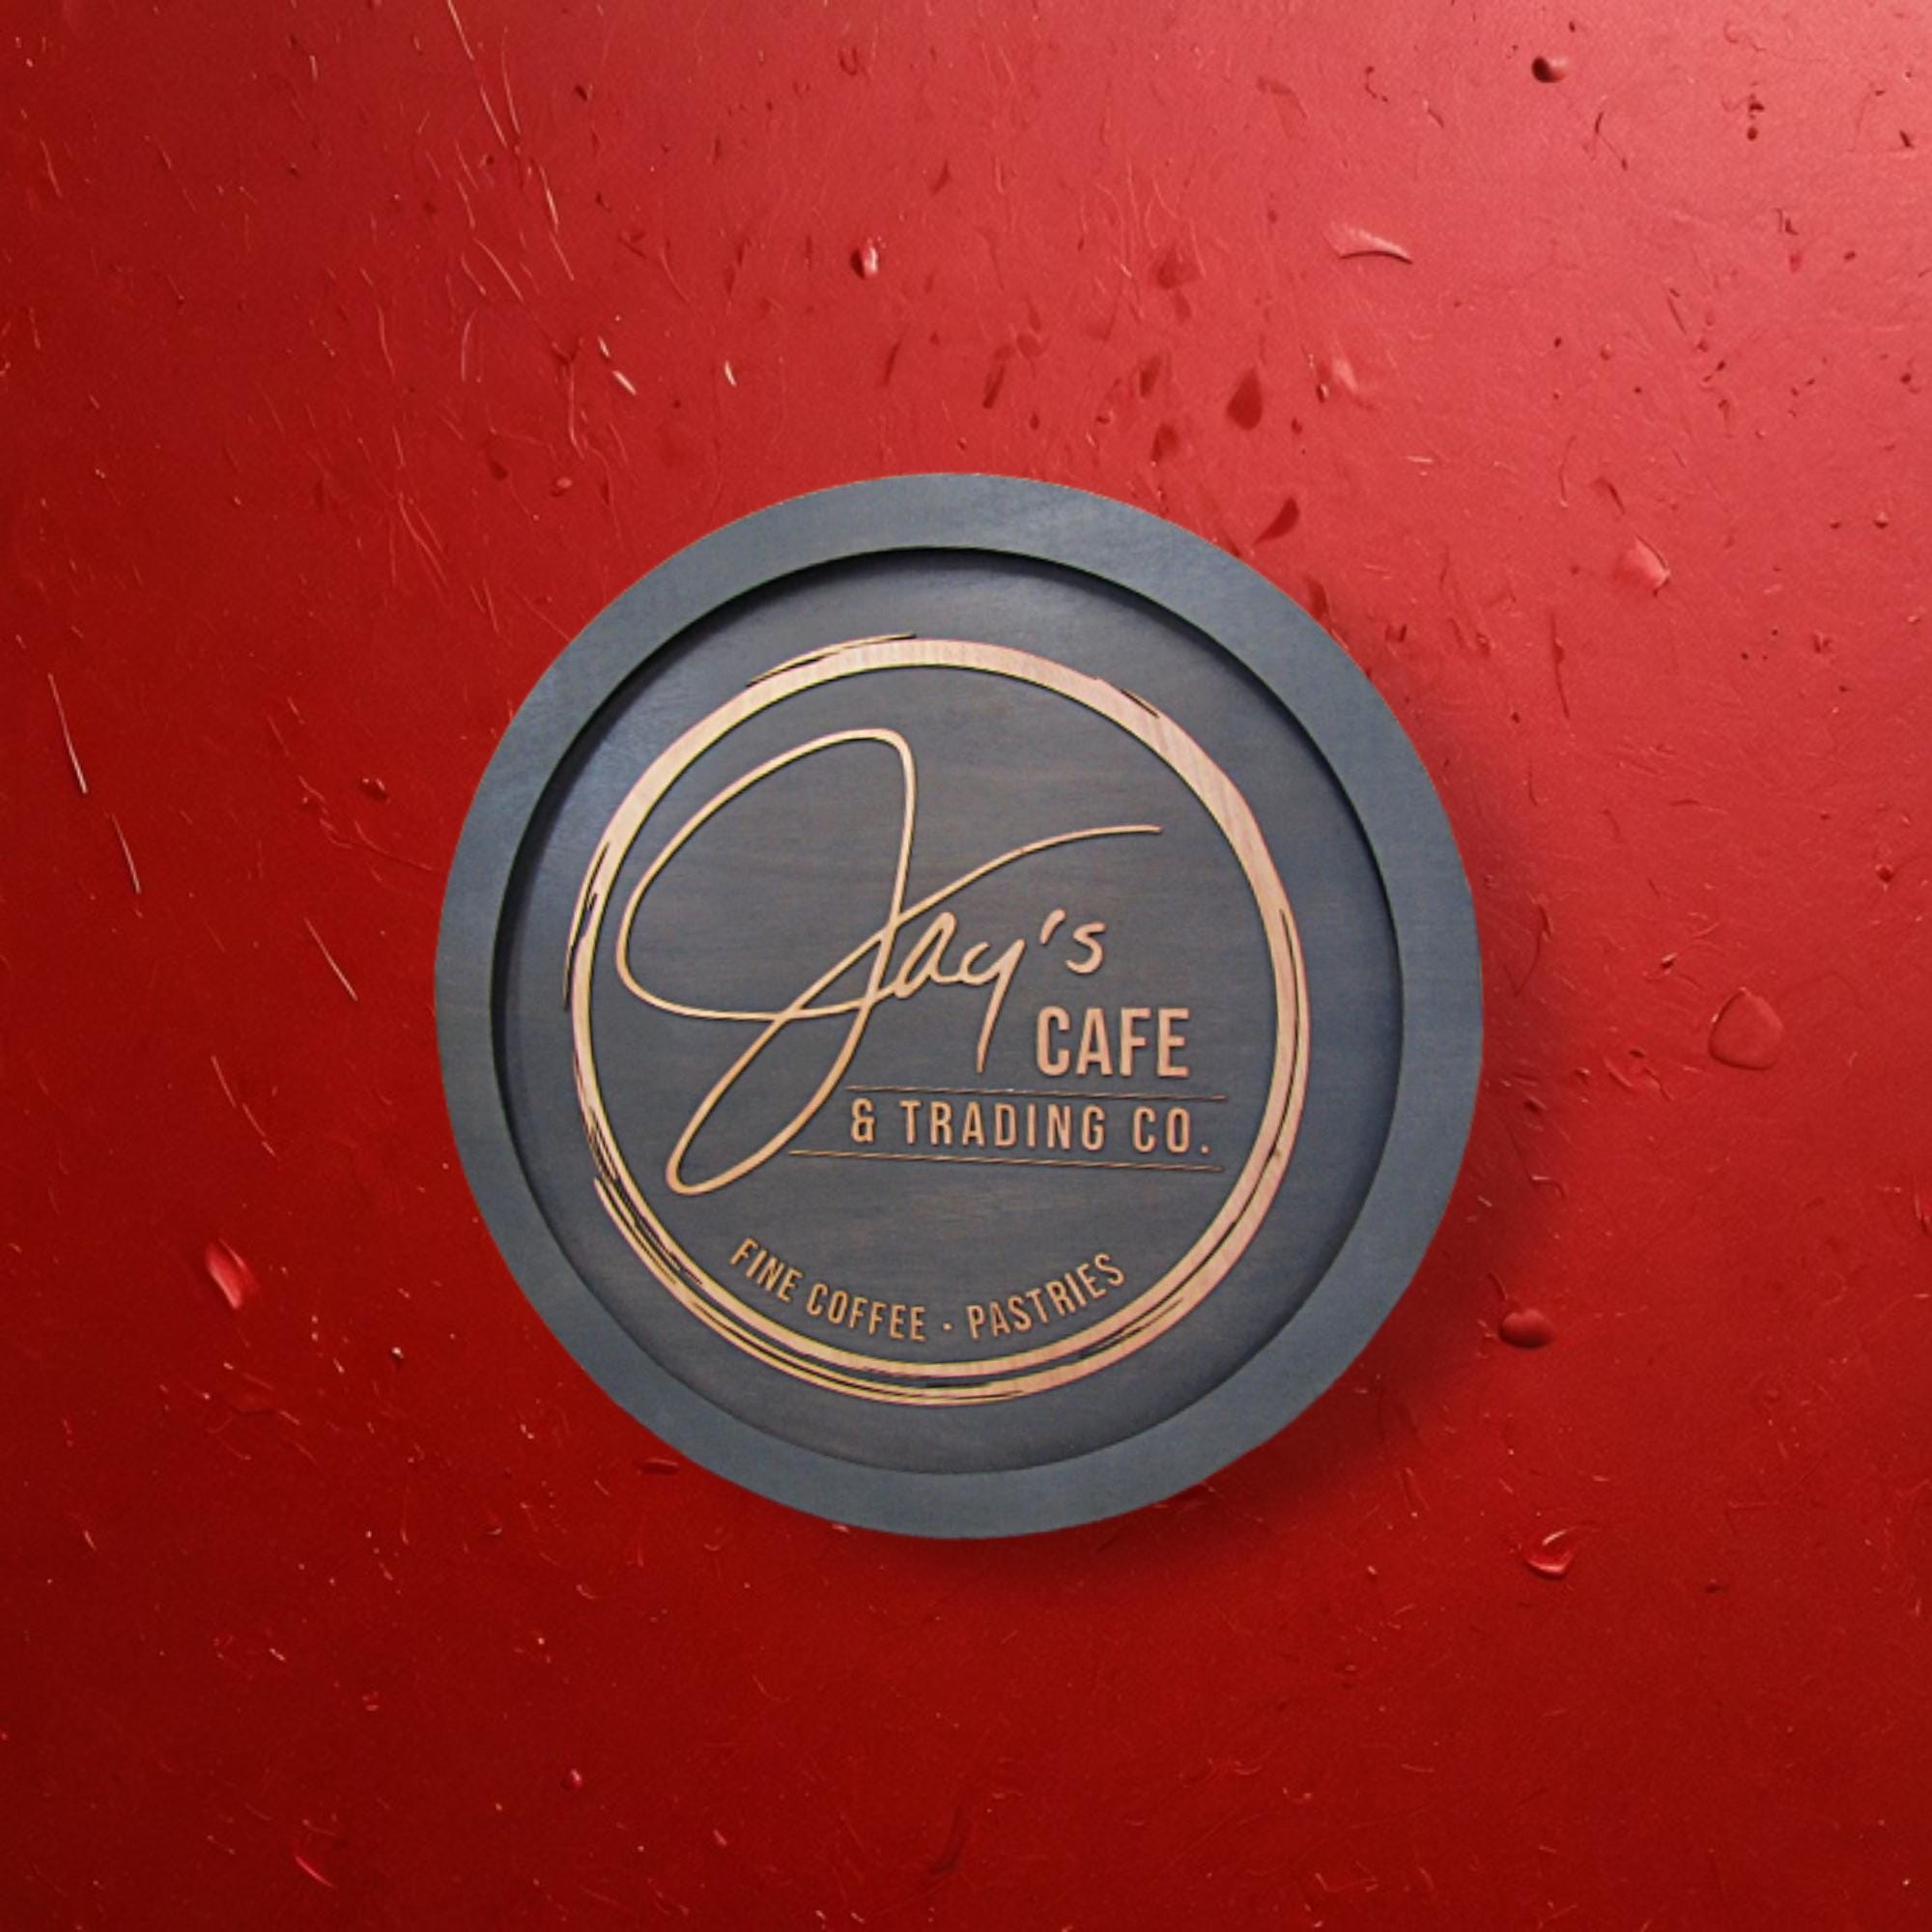 Jay's
CAFE
& TRADING CO.
FINE COFFEE · PASTRIES